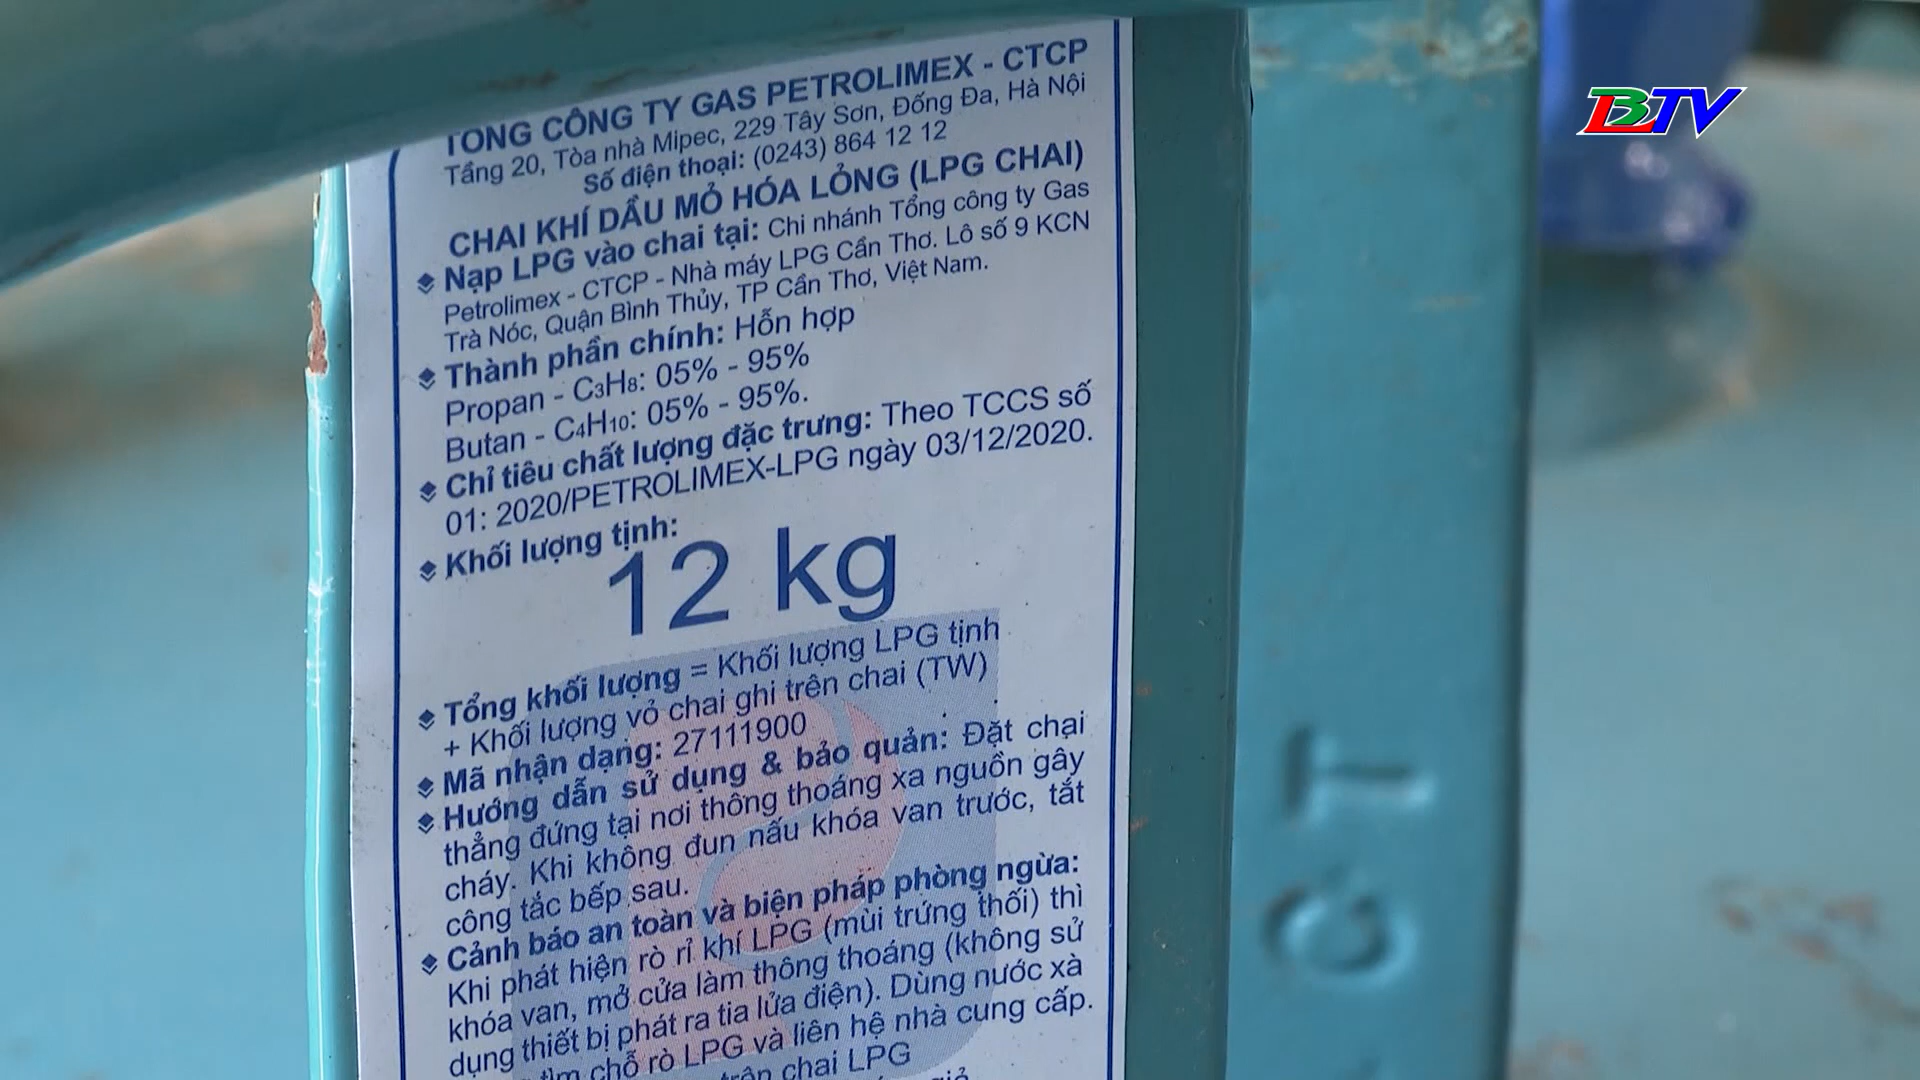 BTV
TỔNG CÔNG TY GAS PETROLIMEX - CTCP
Tầng 20, Tòa nhà Mipec, 229 Tây Sơn, Đống Đa, Hà Nội
Số điện thoại: (0243) 864 12 12
CHAI KHÍ DẦU MỎ HÓA LỎNG (LPG CHAI)
Nạp LPG vào chai tại: Chi nhánh Tổng công ty Gas
Petrolimex - CTCP - Nhà máy LPG Cần Thơ. Lô số 9 KCN
Trà Nóc, Quận Bình Thủy, TP Cần Thơ, Việt Nam.
Thành phần chính: Hỗn hợp
Propan - C₃H₈: 05% - 95%
Butan - C₄H₁₀: 05% - 95%.
Chỉ tiêu chất lượng đặc trưng: Theo TCCS số
01: 2020/PETROLIMEX-LPG ngày 03/12/2020.
Khối lượng tịnh:
12 kg
Tổng khối lượng = Khối lượng LPG tịnh
+ Khối lượng vỏ chai ghi trên chai (TW)
Mã nhận dạng: 27111900
Hướng dẫn sử dụng & bảo quản: Đặt chai
thẳng đứng tại nơi thông thoáng xa nguồn gây
cháy. Khi không đun nấu khóa van trước, tắt
công tắc bếp sau.
Cảnh báo an toàn và biện pháp phòng ngừa:
Khi phát hiện rò rỉ khí LPG (mùi trứng thối) thì
khóa van, mở cửa làm thông thoáng (không sử
dụng thiết bị phát ra tia lửa điện). Dùng nước xà
tìm chỗ rò LPG và liên hệ nhà cung cấp.
trên chai LPG
CT